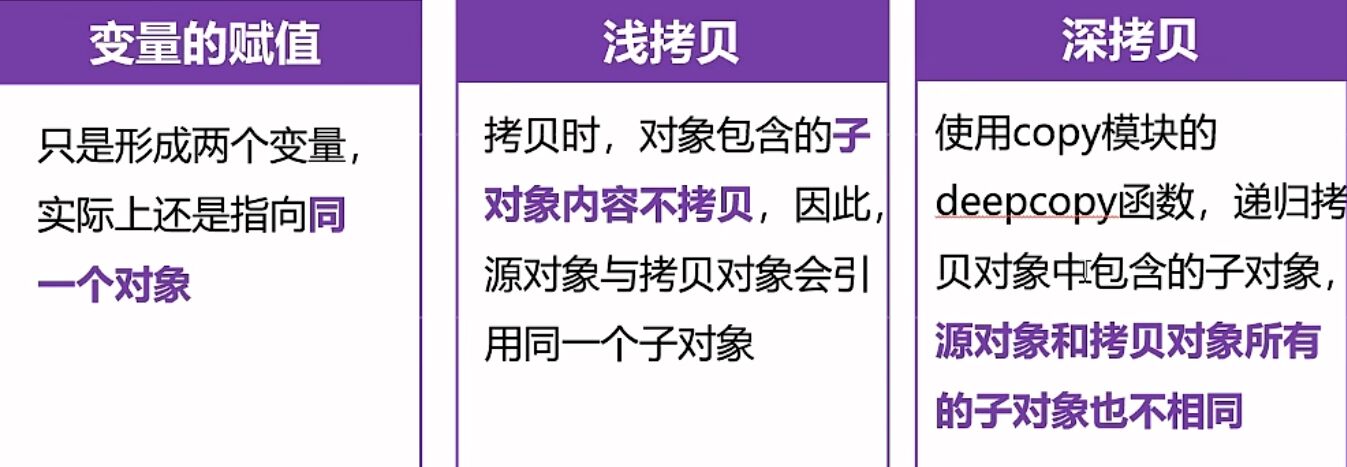 变量的赋值
只是形成两个变量，
实际上还是指向同
一个对象
浅拷贝
拷贝时，对象包含的子
对象内容不拷贝，因此，
源对象与拷贝对象会引
用同一个子对象
深拷贝
使用copy模块的
deepcopy函数，递归拷
贝对象中包含的子对象，
源对象和拷贝对象所有
的子对象也不相同